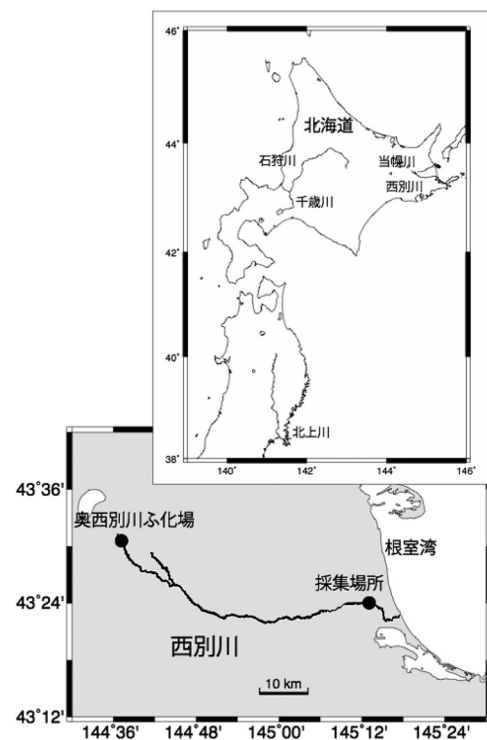 46˚
44˚
42˚
40˚
38˚
140˚
142˚
144˚
146˚
北海道
石狩川
当幌川
西別川
千歳川
北上川
43°36'
43°24'
43°12'
奥西別川ふ化場
根室湾
採集場所
西別川
10 km
144°36'
144°48'
145°00'
145°12'
145°24'